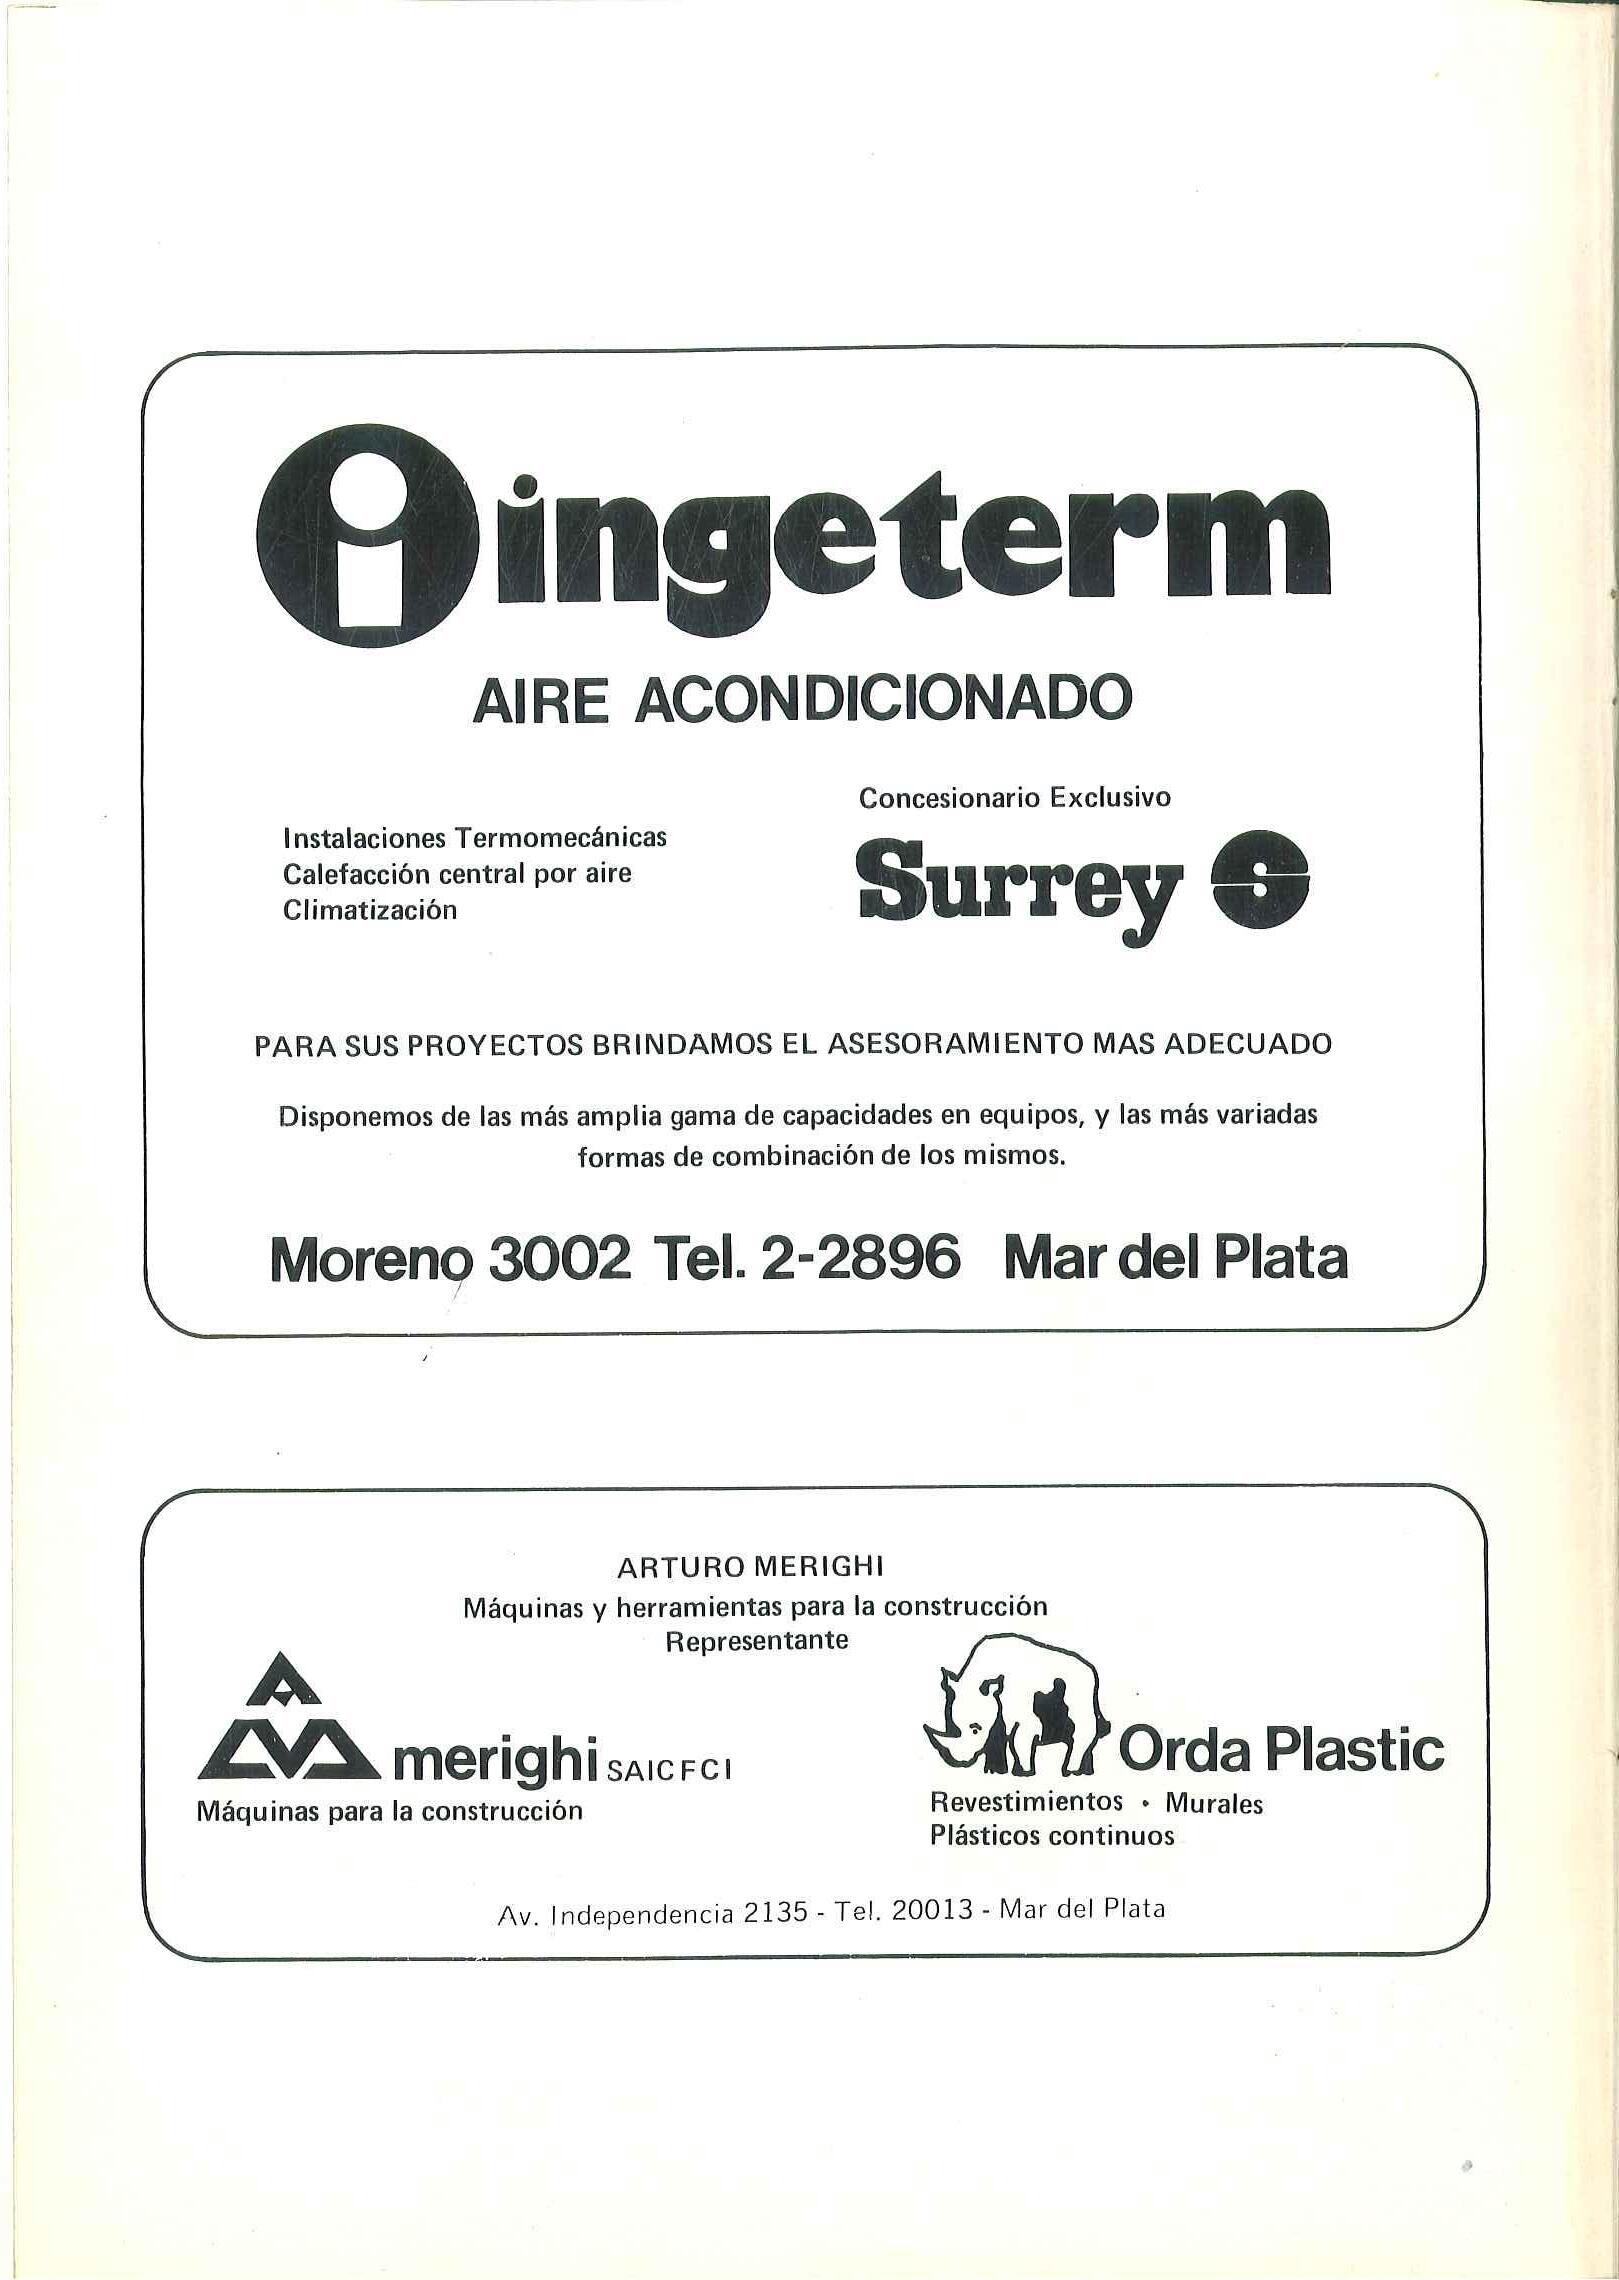 ingeterm
AIRE ACONDICIONADO
Instalaciones Termomecánicas
Calefacción central por aire
Climatización
Concesionario Exclusivo
Surrey S
PARA SUS PROYECTOS BRINDAMOS EL ASESORAMIENTO MAS ADECUADO
Disponemos de las más amplia gama de capacidades en equipos, y las más variadas
formas de combinación de los mismos.
Moreno 3002 Tel. 2-2896 Mar del Plata
ARTURO MERIGHI
Máquinas y herramientas para la construcción
Representante
merighi SAICFCI
Máquinas para la construcción
Orda Plastic
Revestimientos • Murales
Plásticos continuos
Av. Independencia 2135 - Tel. 20013 - Mar del Plata